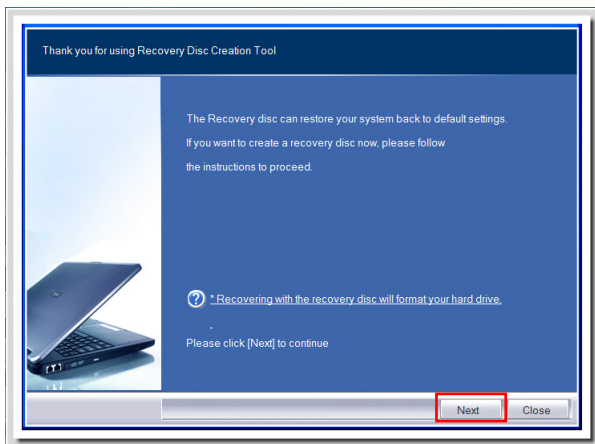 Thank you for using Recovery Disc Creation Tool
The Recovery disc can restore your system back to default settings.
If you want to create a recovery disc now, please follow
the instructions to proceed.
* Recovering with the recovery disc will format your hard drive.
Please click [Next] to continue
Next
Close